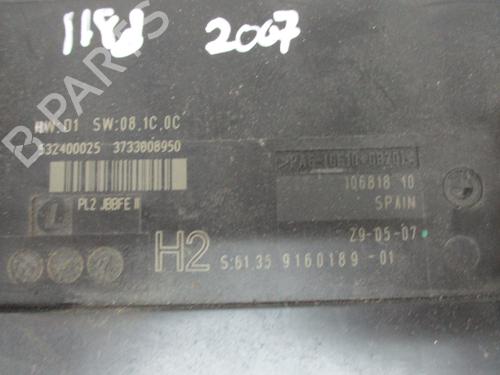 118d 2007
HW:01 SW:08.1C.0C
532400025 3733008950
PL2 JBBFE II
106818 10
SPAIN
29-05-07
H2 S:61.35 9160189-01
B-PARTS